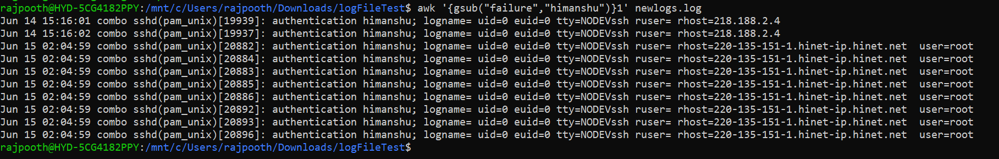 rajpooth@HYD-5CG4182PPY:/mnt/c/Users/rajpooth/Downloads/logFileTest$ awk '{gsub("failure","himanshu")}1' newlogs.log
Jun 14 15:16:01 combo sshd(pam_unix)[19939]: authentication himanshu; logname= uid=0 euid=0 tty=NODEVssh ruser= rhost=218.188.2.4
Jun 14 15:16:02 combo sshd(pam_unix)[19937]: authentication himanshu; logname= uid=0 euid=0 tty=NODEVssh ruser= rhost=218.188.2.4
Jun 15 02:04:59 combo sshd(pam_unix)[20882]: authentication himanshu; logname= uid=0 euid=0 tty=NODEVssh ruser= rhost=220-135-151-1.hinet-ip.hinet.net  user=root
Jun 15 02:04:59 combo sshd(pam_unix)[20884]: authentication himanshu; logname= uid=0 euid=0 tty=NODEVssh ruser= rhost=220-135-151-1.hinet-ip.hinet.net  user=root
Jun 15 02:04:59 combo sshd(pam_unix)[20883]: authentication himanshu; logname= uid=0 euid=0 tty=NODEVssh ruser= rhost=220-135-151-1.hinet-ip.hinet.net  user=root
Jun 15 02:04:59 combo sshd(pam_unix)[20885]: authentication himanshu; logname= uid=0 euid=0 tty=NODEVssh ruser= rhost=220-135-151-1.hinet-ip.hinet.net  user=root
Jun 15 02:04:59 combo sshd(pam_unix)[20886]: authentication himanshu; logname= uid=0 euid=0 tty=NODEVssh ruser= rhost=220-135-151-1.hinet-ip.hinet.net  user=root
Jun 15 02:04:59 combo sshd(pam_unix)[20892]: authentication himanshu; logname= uid=0 euid=0 tty=NODEVssh ruser= rhost=220-135-151-1.hinet-ip.hinet.net  user=root
Jun 15 02:04:59 combo sshd(pam_unix)[20893]: authentication himanshu; logname= uid=0 euid=0 tty=NODEVssh ruser= rhost=220-135-151-1.hinet-ip.hinet.net  user=root
Jun 15 02:04:59 combo sshd(pam_unix)[20896]: authentication himanshu; logname= uid=0 euid=0 tty=NODEVssh ruser= rhost=220-135-151-1.hinet-ip.hinet.net  user=root
rajpooth@HYD-5CG4182PPY:/mnt/c/Users/rajpooth/Downloads/logFileTest$